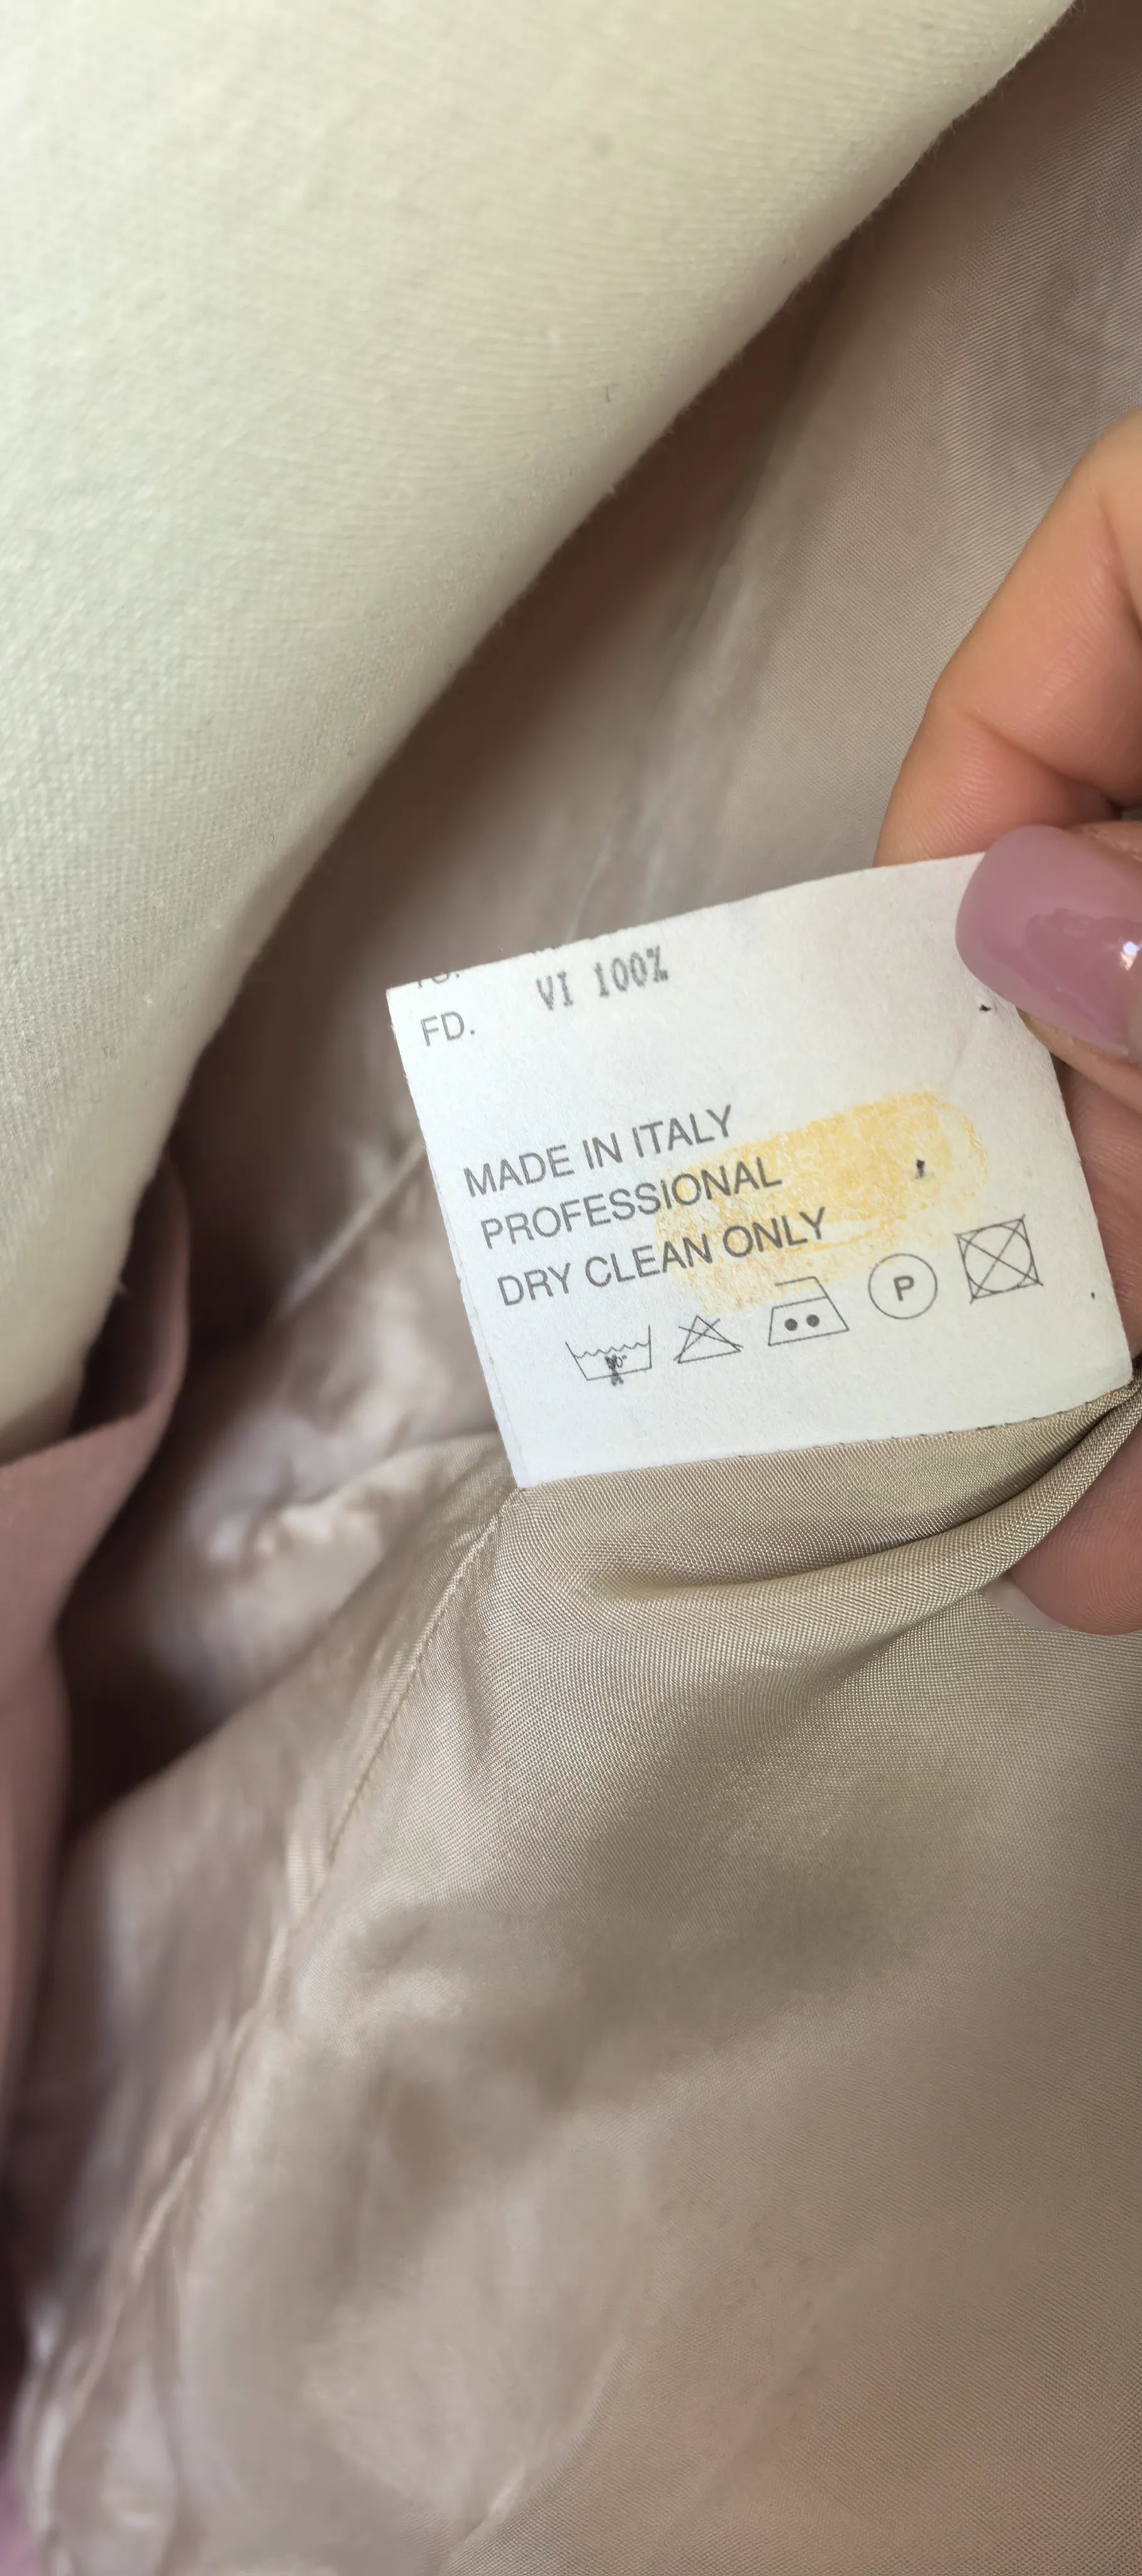 VI 100%
FD.
MADE IN ITALY
PROFESSIONAL
DRY CLEAN ONLY
P